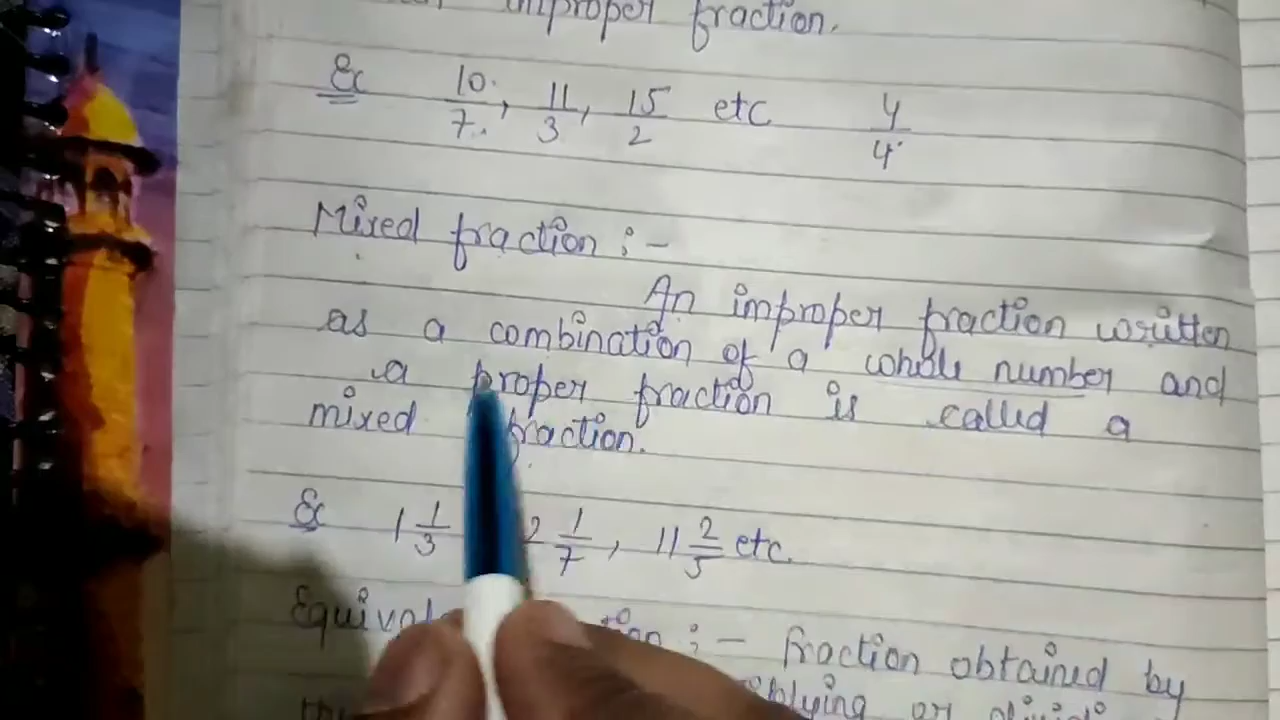 improper fraction.
Ex 10/7, 11/3, 15/2 etc 4/4
Mixed fraction :-
An improper fraction written
as a combination of a whole number and
a proper fraction is called a
mixed fraction.
Ex 1 1/3 2 1/7, 11 2/5 etc
:- fraction obtained by